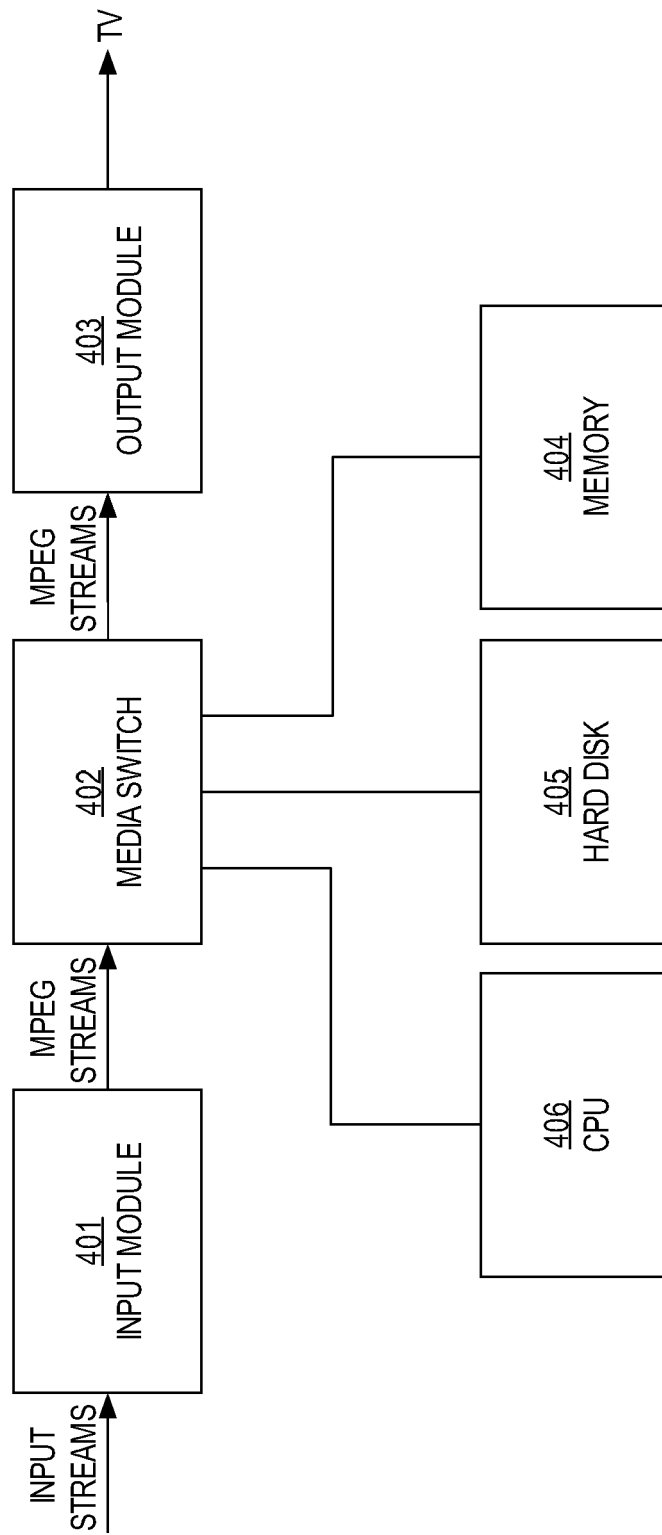 INPUT
STREAMS
401
INPUT MODULE
MPEG
STREAMS
402
MEDIA SWITCH
MPEG
STREAMS
403
OUTPUT MODULE
TV
406
CPU
405
HARD DISK
404
MEMORY